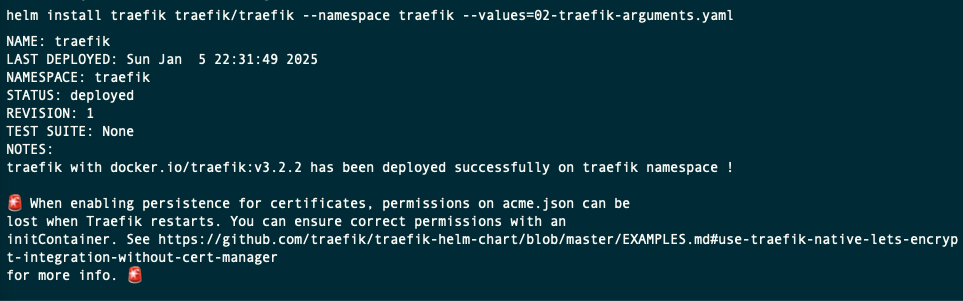 helm install traefik traefik/traefik --namespace traefik --values=02-traefik-arguments.yaml
NAME: traefik
LAST DEPLOYED: Sun Jan  5 22:31:49 2025
NAMESPACE: traefik
STATUS: deployed
REVISION: 1
TEST SUITE: None
NOTES:
traefik with docker.io/traefik:v3.2.2 has been deployed successfully on traefik namespace !
🚨 When enabling persistence for certificates, permissions on acme.json can be
lost when Traefik restarts. You can ensure correct permissions with an
initContainer. See https://github.com/traefik/traefik-helm-chart/blob/master/EXAMPLES.md#use-traefik-native-lets-encryp
t-integration-without-cert-manager
for more info. 🚨